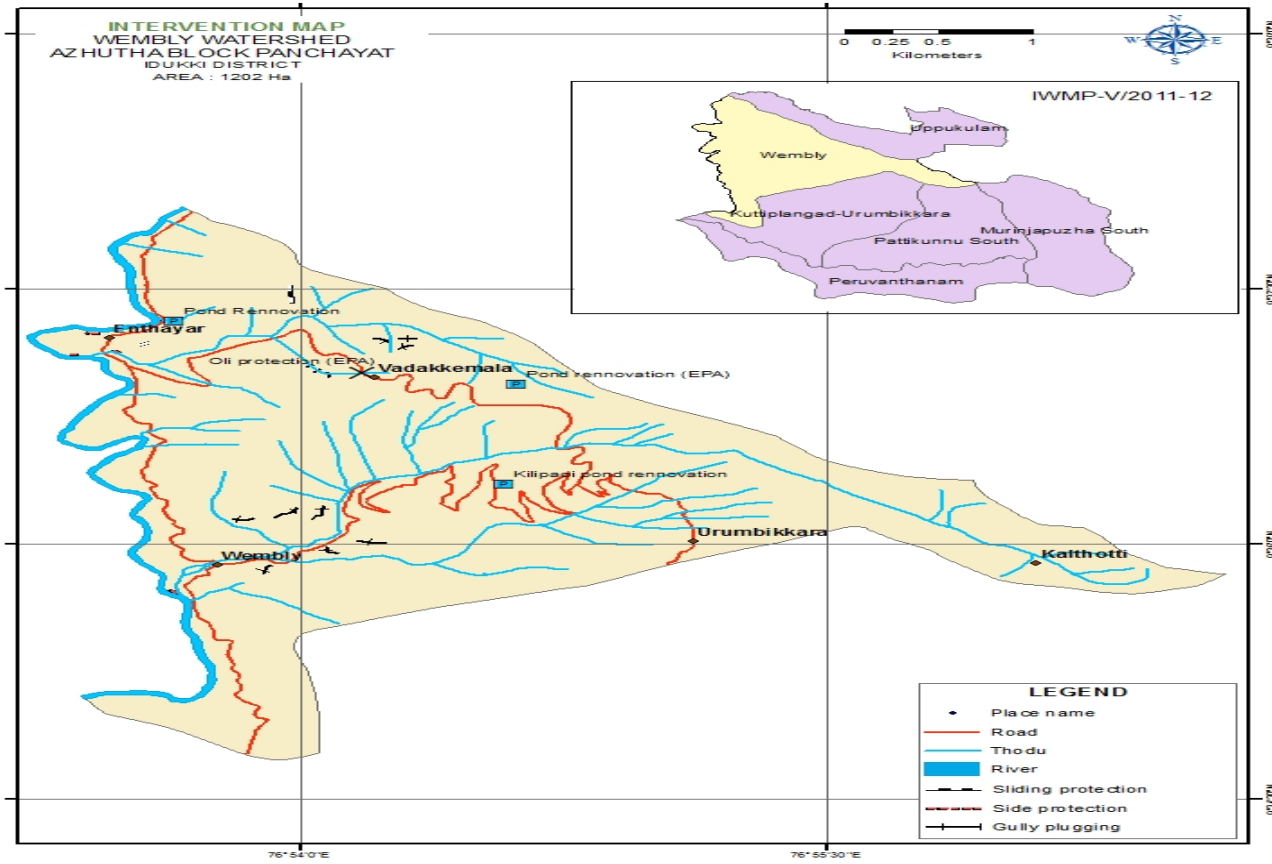 INTERVENTION MAP
WEMBLY WATERSHED
AZHUTHA BLOCK PANCHAYAT
IDUKKI DISTRICT
AREA : 1202 Ha
0 0.25 0.5 1
Kilometers
N
W E
S
IWMP-V/2011-12
Uppukulam
Wembly
Kuttiplangad-Urumbikkara
Murinjapuzha South
Pattikunnu South
Peruvanthanam
Pond Rennovation
P
Enthayar
Oli protection (EPA)
Vadakkemala
Pond rennovation (EPA)
P
Kilipadi pond rennovation
P
Urumbikkara
Wembly
Kalthotti
LEGEND
Place name
Road
Thodu
River
Sliding protection
Side protection
Gully plugging
76°54'0"E
76°55'30"E